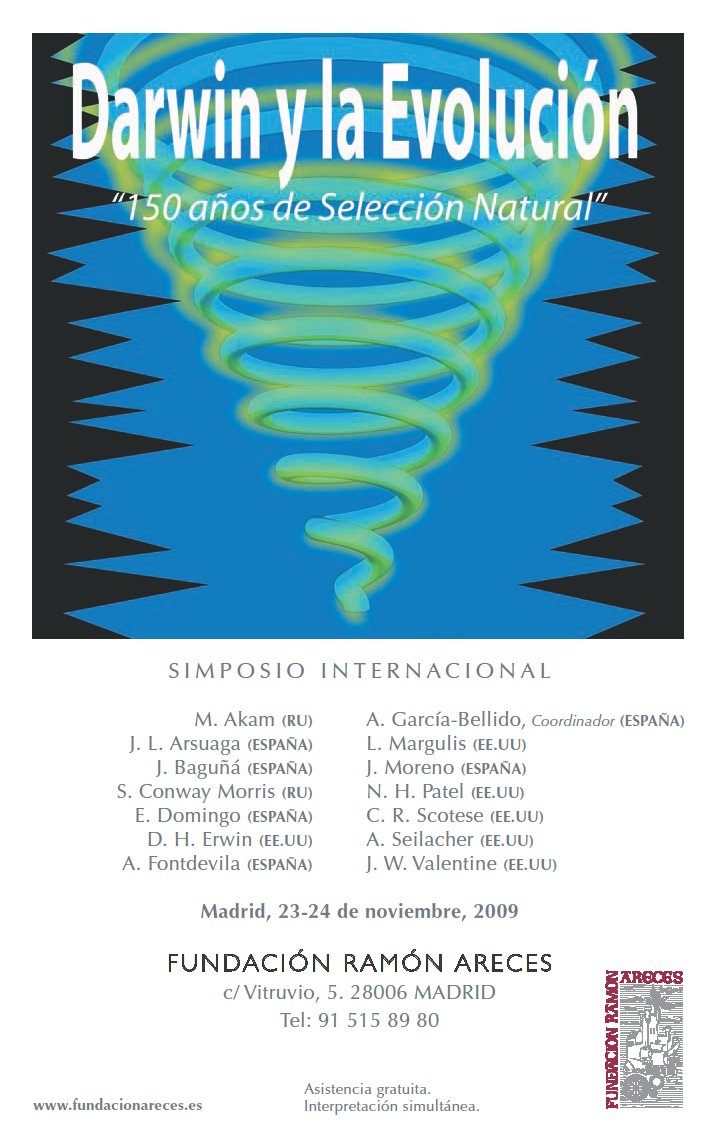 Darwin y la Evolución
“150 años de Selección Natural”
SIMPOSIO INTERNACIONAL
M. Akam (RU)
J. L. Arsuaga (ESPAÑA)
J. Baguñá (ESPAÑA)
S. Conway Morris (RU)
E. Domingo (ESPAÑA)
D. H. Erwin (EE.UU)
A. Fontdevila (ESPAÑA)
A. García-Bellido, Coordinador (ESPAÑA)
L. Margulis (EE.UU)
J. Moreno (ESPAÑA)
N. H. Patel (EE.UU)
C. R. Scotese (EE.UU)
A. Seilacher (EE.UU)
J. W. Valentine (EE.UU)
Madrid, 23-24 de noviembre, 2009
FUNDACIÓN RAMÓN ARECES
c/ Vitruvio, 5. 28006 MADRID
Tel: 91 515 89 80
FUNDACION RAMON ARECES
www.fundacionareces.es
Asistencia gratuita.
Interpretación simultánea.